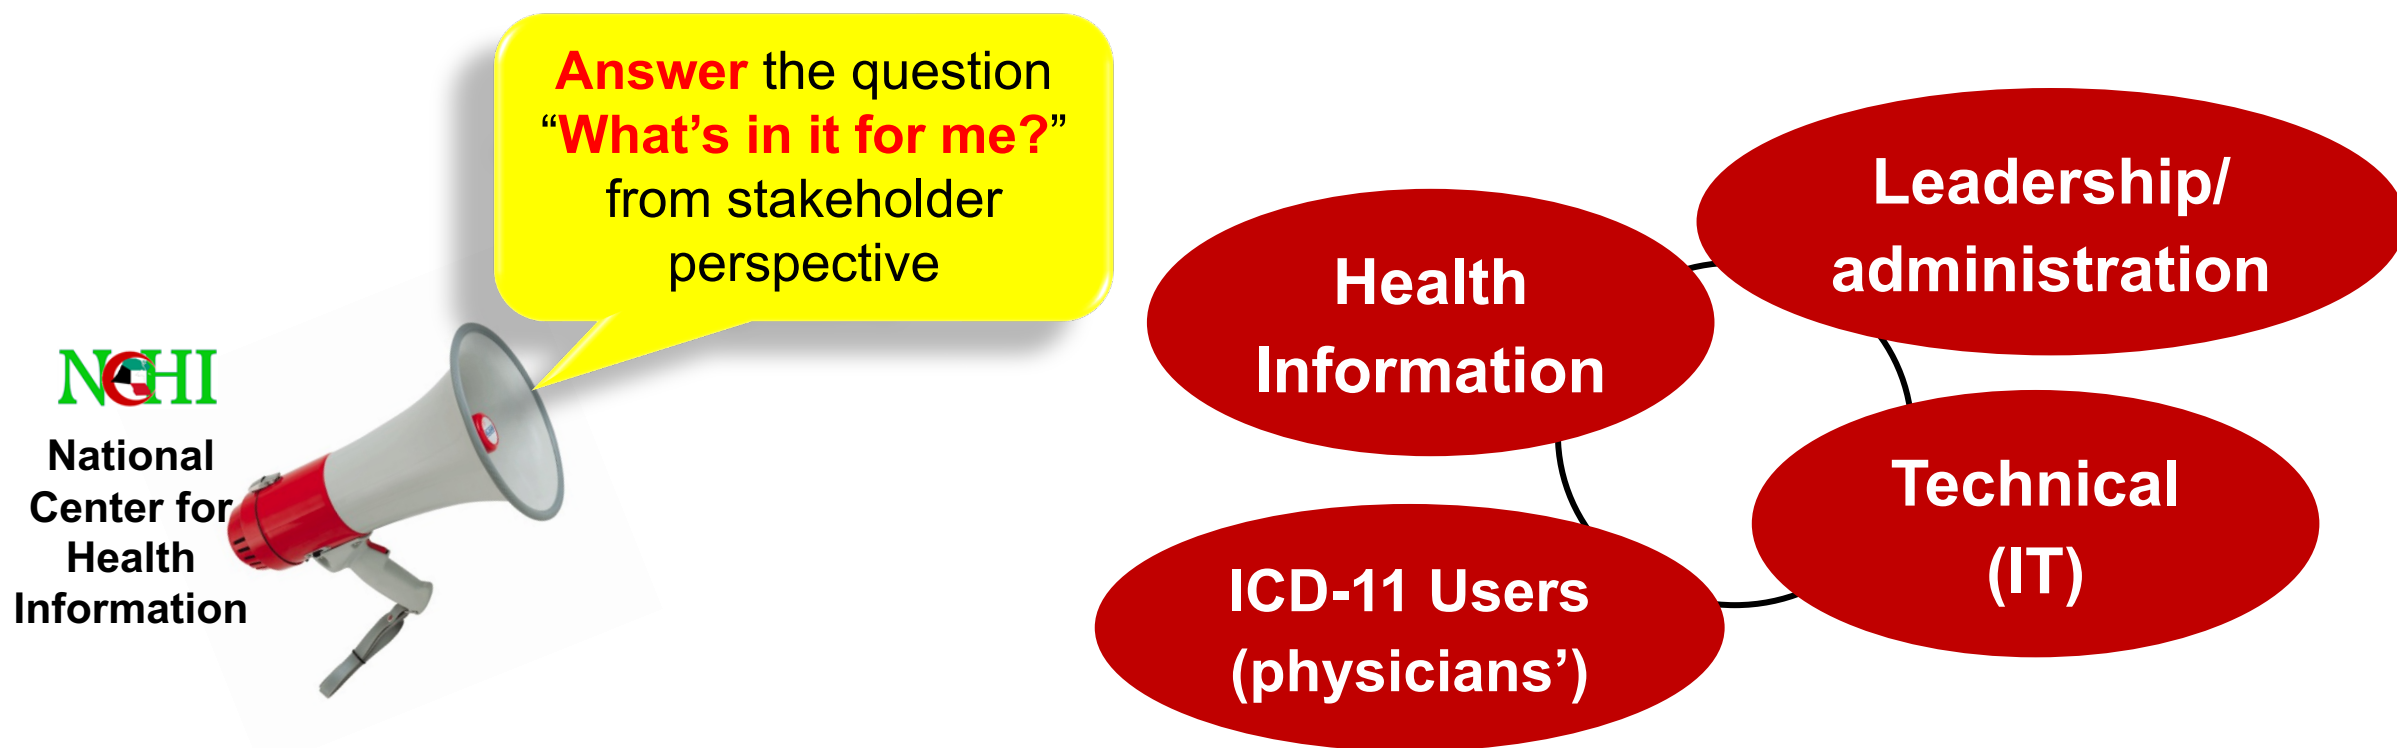 Answer the question
“What’s in it for me?”
from stakeholder
perspective
NCHI
National
Center for
Health
Information
Health
Information
Leadership/
administration
Technical
(IT)
ICD-11 Users
(physicians’)